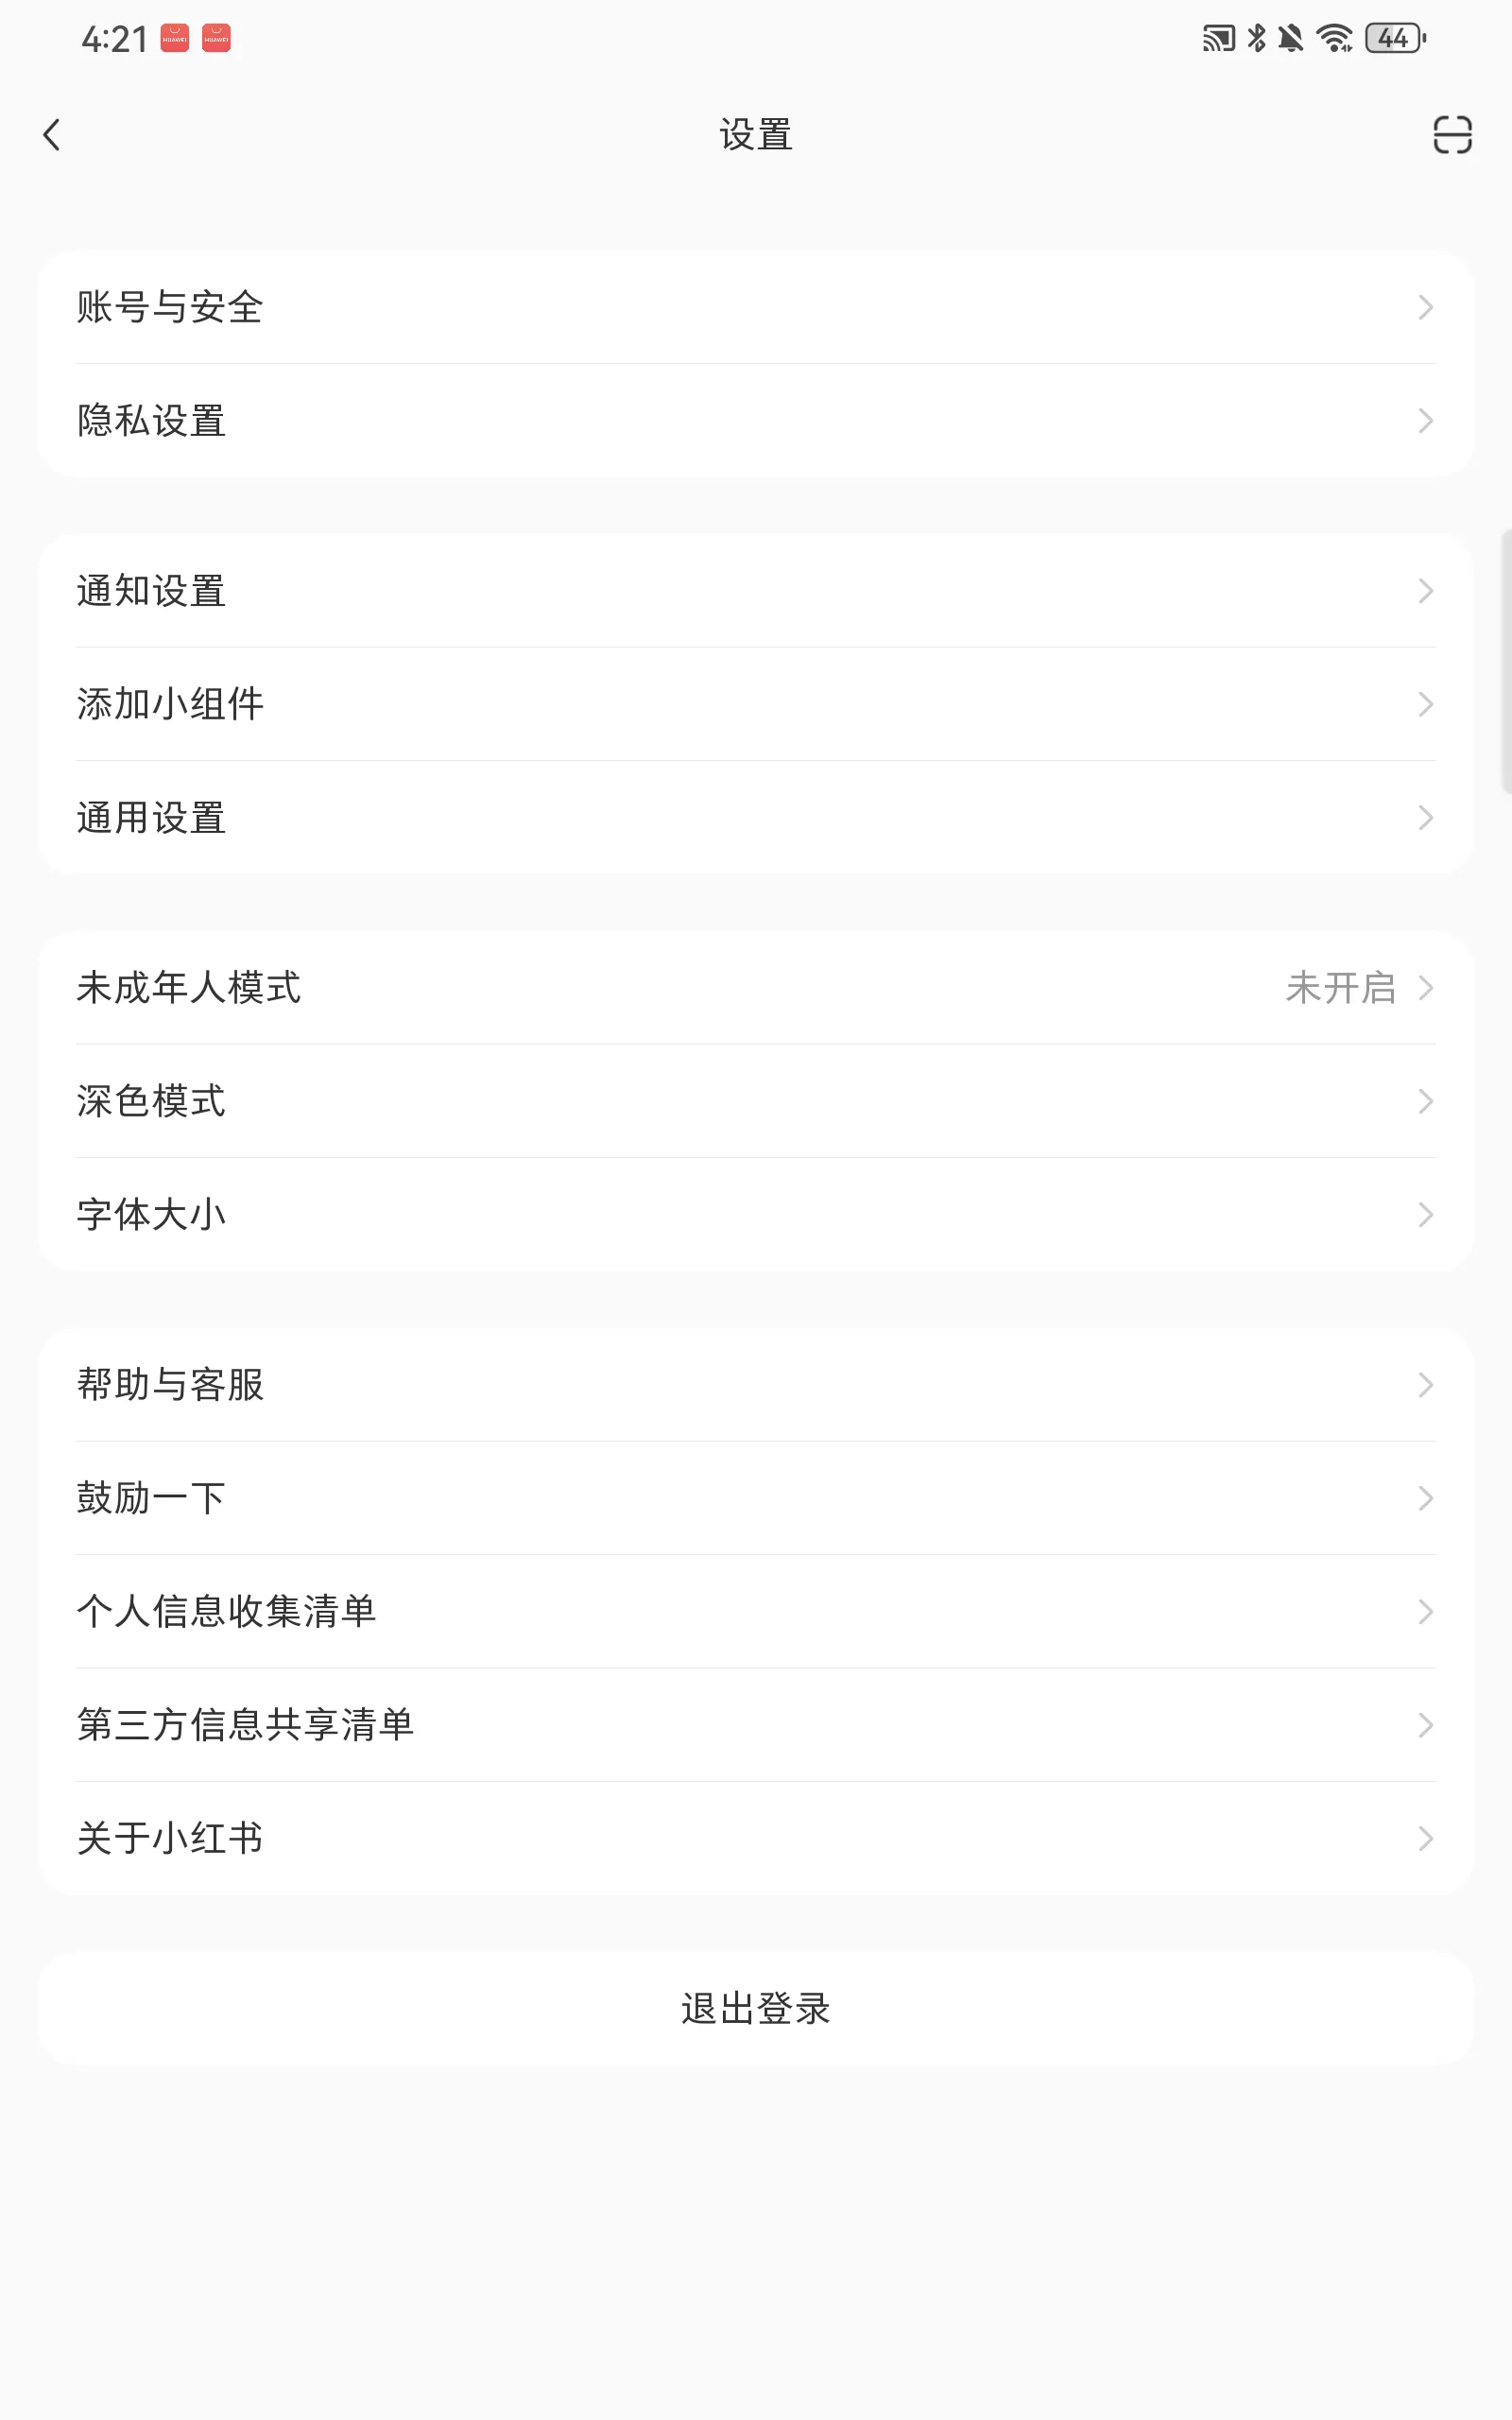 4:21
HUAWEI HUAWEI
44
设置
账号与安全
隐私设置
通知设置
添加小组件
通用设置
未成年人模式 未开启
深色模式
字体大小
帮助与客服
鼓励一下
个人信息收集清单
第三方信息共享清单
关于小红书
退出登录